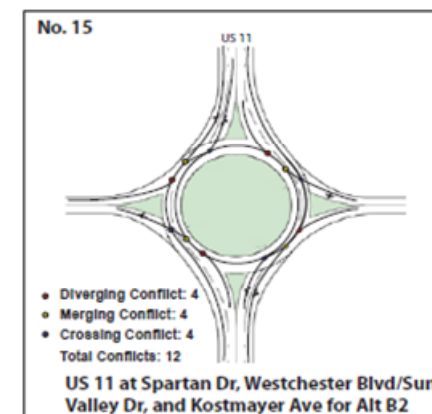 No. 15
US 11
Diverging Conflict: 4
Merging Conflict: 4
Crossing Conflict: 4
Total Conflicts: 12
US 11 at Spartan Dr, Westchester Blvd/Sun
Valley Dr, and Kostmayer Ave for Alt B2